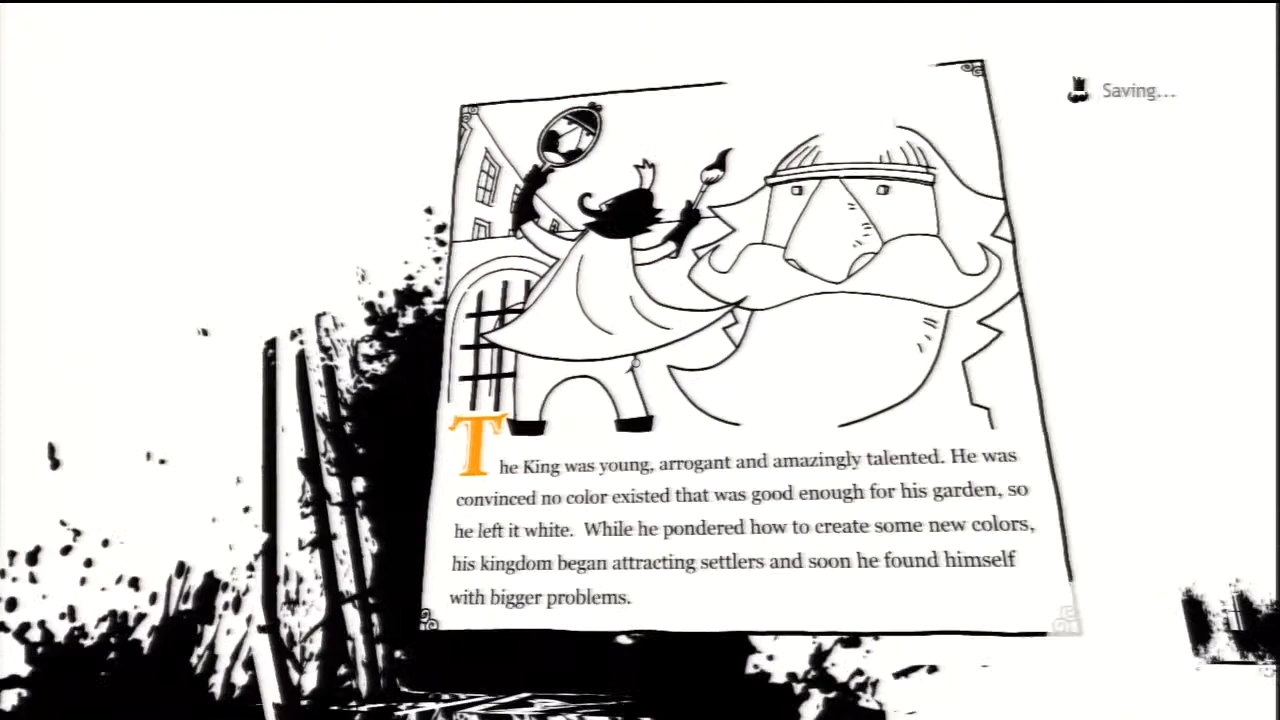 Saving...
The King was young, arrogant and amazingly talented. He was
convinced no color existed that was good enough for his garden, so
he left it white. While he pondered how to create some new colors,
his kingdom began attracting settlers and soon he found himself
with bigger problems.